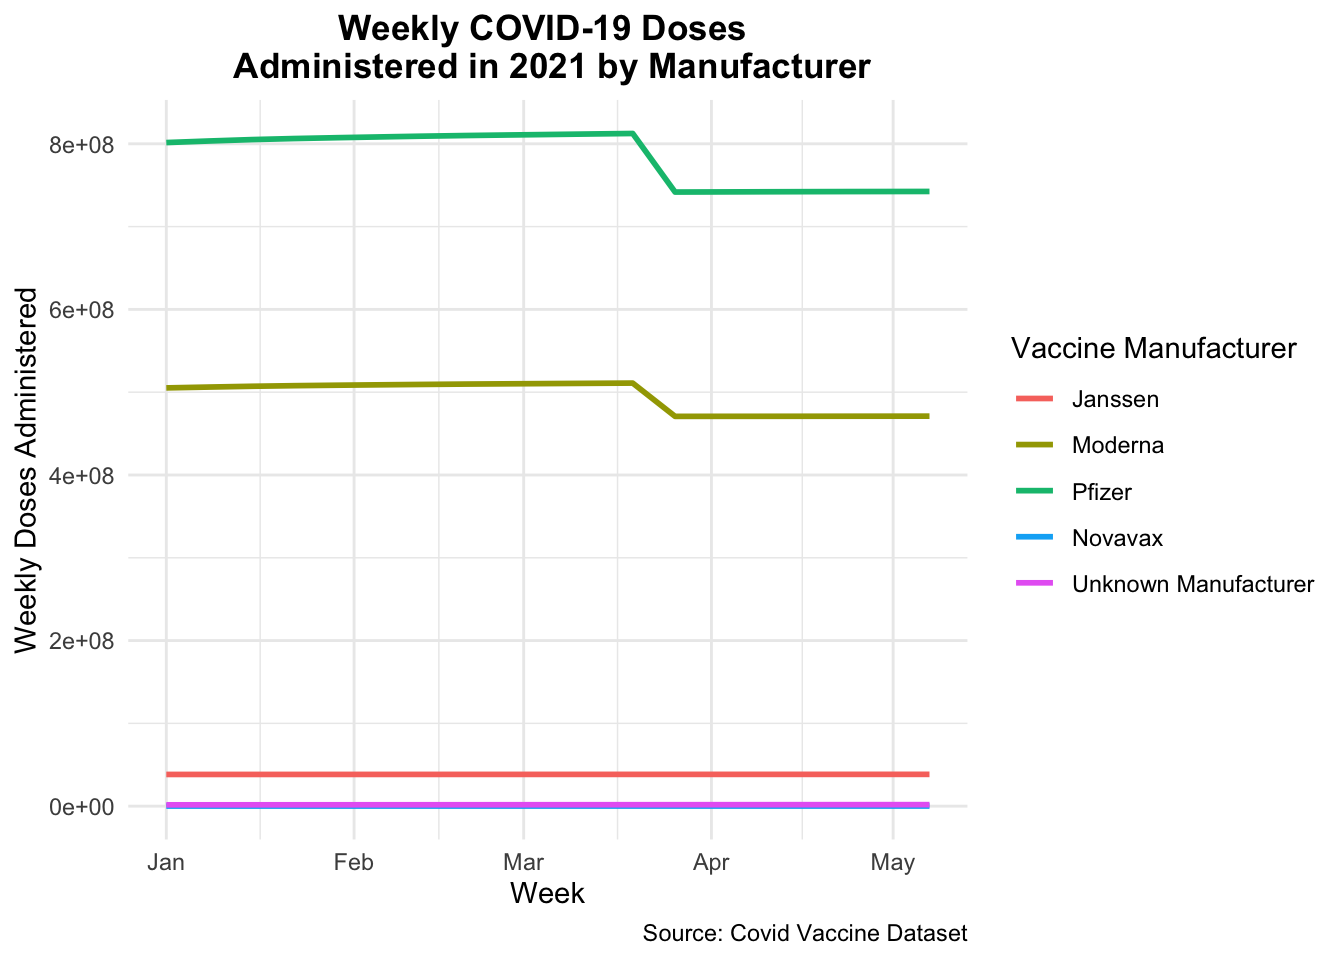 Weekly COVID-19 Doses
Administered in 2021 by Manufacturer
Weekly Doses Administered
8e+08
6e+08
4e+08
2e+08
0e+00
Jan Feb Mar Apr May
Week
Vaccine Manufacturer
Janssen
Moderna
Pfizer
Novavax
Unknown Manufacturer
Source: Covid Vaccine Dataset